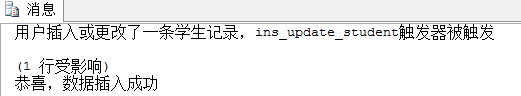 消息
用户插入或更改了一条学生记录，ins_update_student触发器被触发
(1 行受影响)
恭喜，数据插入成功